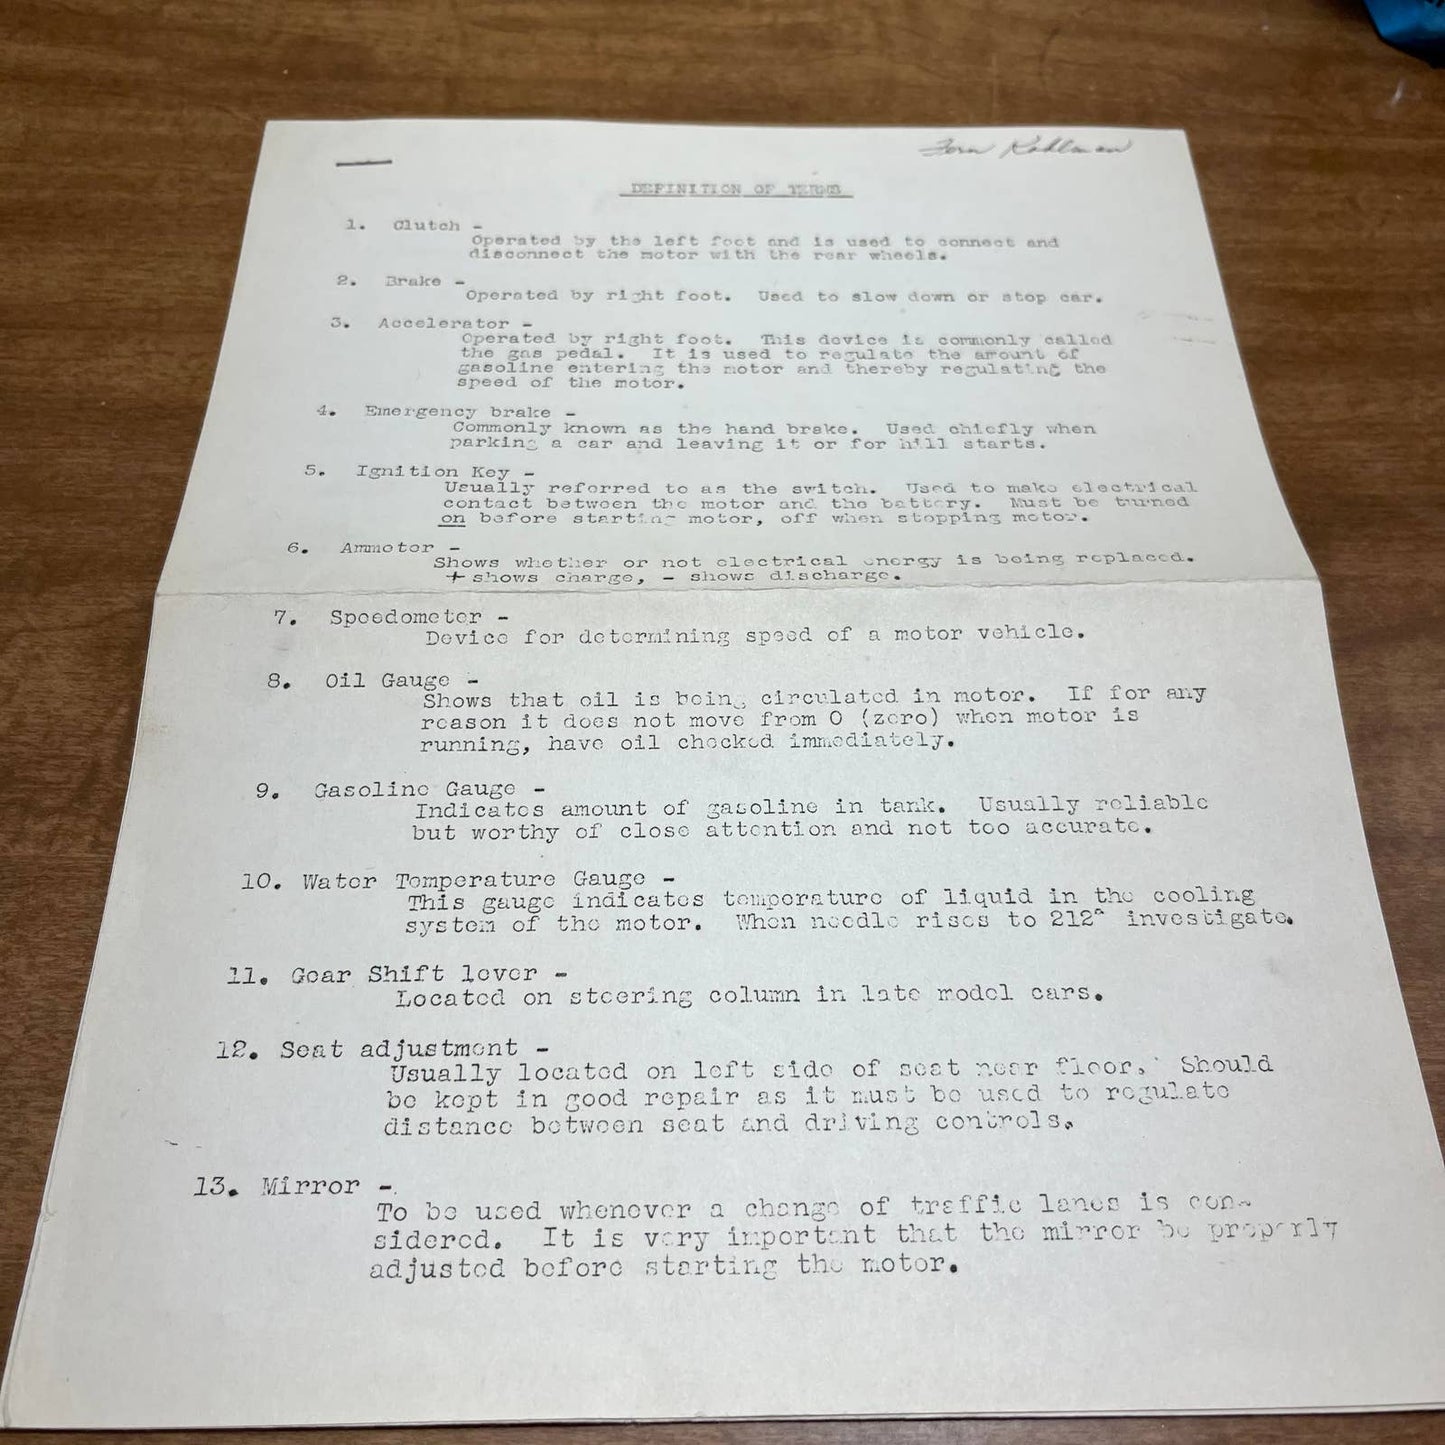 Fern Kohlman
DEFINITION OF TERMS
1. Clutch -
Operated by the left foot and is used to connect and
disconnect the motor with the rear wheels.
2. Brake -
Operated by right foot. Used to slow down or stop car.
3. Accelerator -
Operated by right foot. This device is commonly called
the gas pedal. It is used to regulate the amount of
gasoline entering the motor and thereby regulating the
speed of the motor.
4. Emergency brake -
Commonly known as the hand brake. Used chiefly when
parking a car and leaving it or for hill starts.
5. Ignition Key -
Usually referred to as the switch. Used to make electrical
contact between the motor and the battery. Must be turned
on before starting motor, off when stopping motor.
6. Ammeter -
Shows whether or not electrical energy is being replaced.
+ shows charge, - shows discharge.
7. Speedometer -
Device for determining speed of a motor vehicle.
8. Oil Gauge -
Shows that oil is being circulated in motor. If for any
reason it does not move from O (zero) when motor is
running, have oil checked immediately.
9. Gasoline Gauge -
Indicates amount of gasoline in tank. Usually reliable
but worthy of close attention and not too accurate.
10. Water Temperature Gauge -
This gauge indicates temperature of liquid in the cooling
system of the motor. When needle rises to 212° investigate.
11. Gear Shift lever -
Located on steering column in late model cars.
12. Seat adjustment -
Usually located on left side of seat near floor. Should
be kept in good repair as it must be used to regulate
distance between seat and driving controls.
13. Mirror -
To be used whenever a change of traffic lanes is con-
sidered. It is very important that the mirror be properly
adjusted before starting the motor.